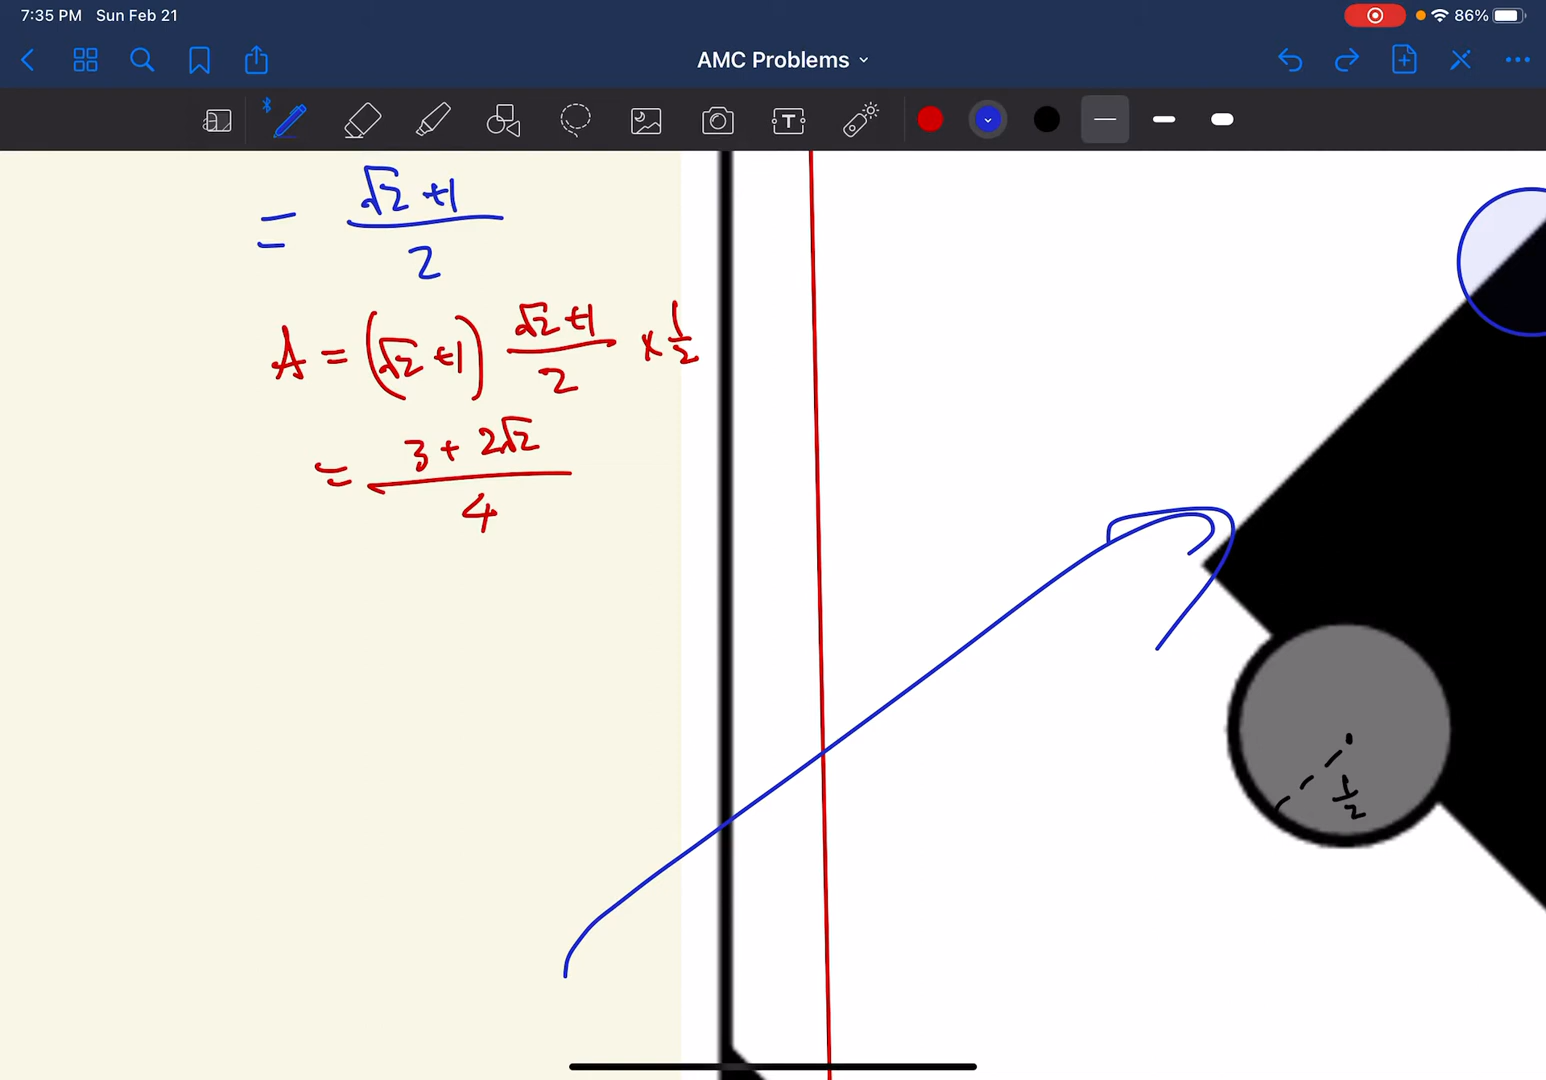 7:35 PM Sun Feb 21 86%
AMC Problems
T
= (√2 + 1)/2
A = (√2 + 1) (√2 + 1)/2 × 1/2
= (3 + 2√2)/4
1/2